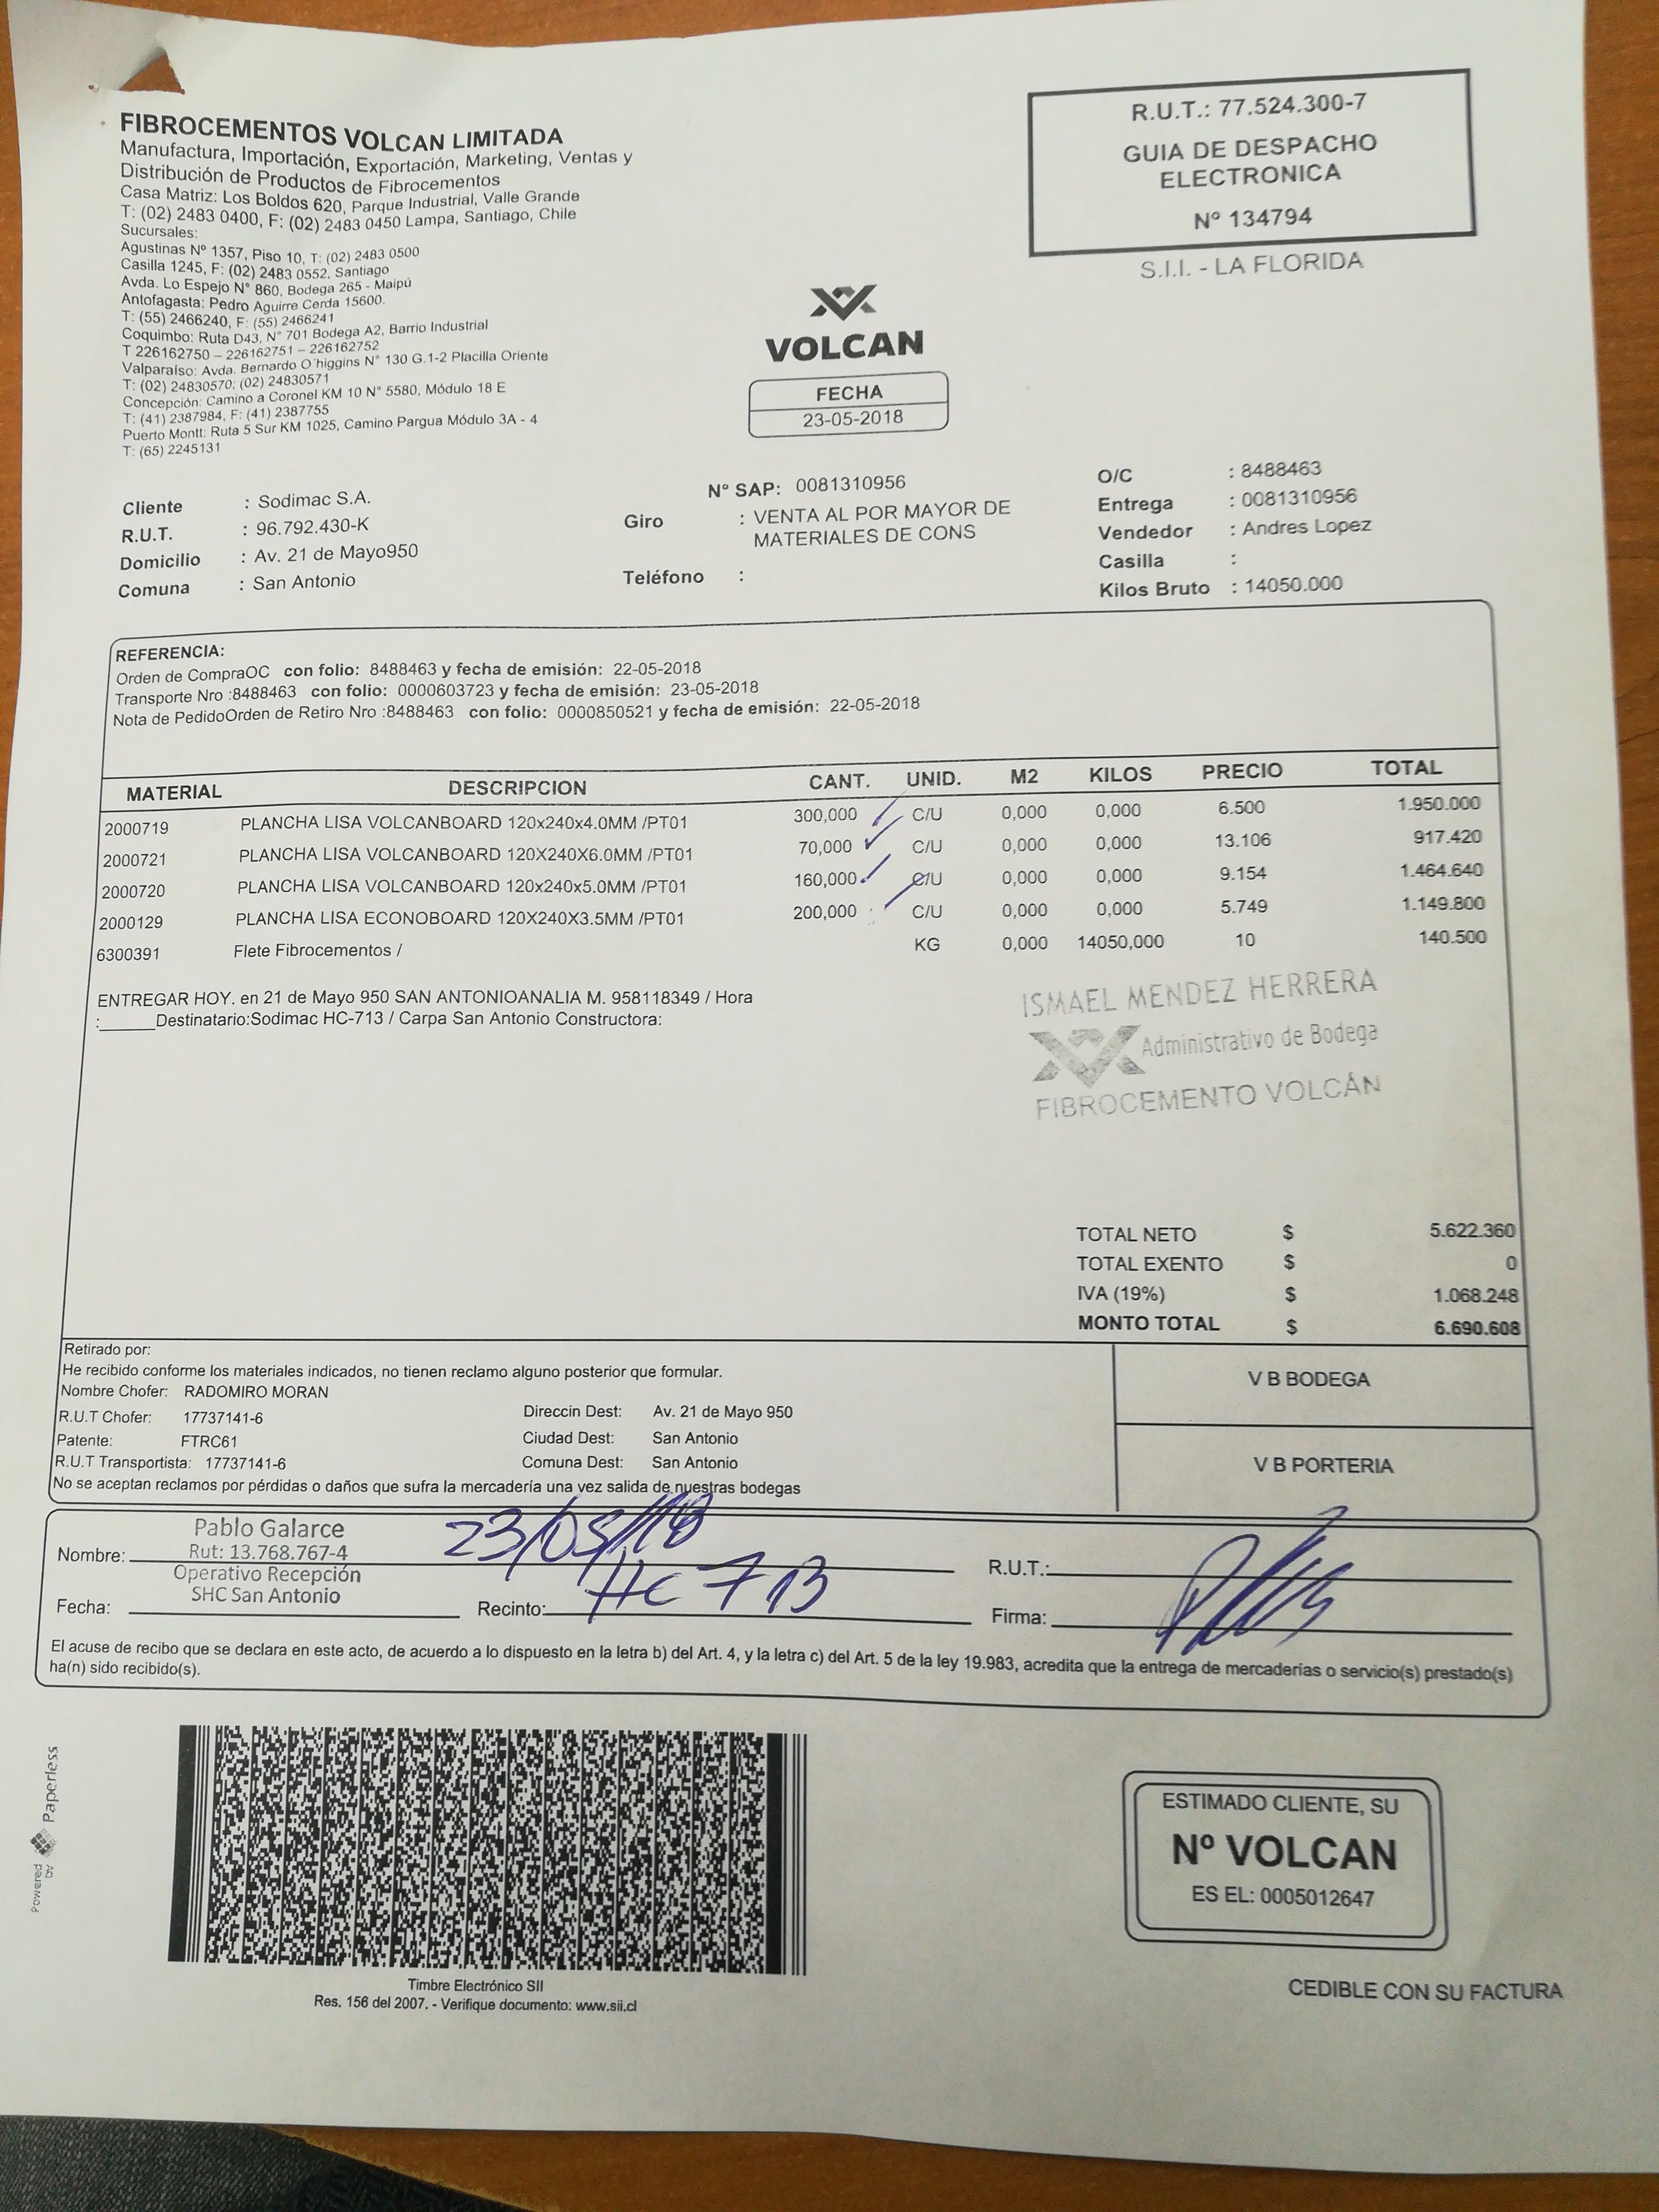 FIBROCEMENTOS VOLCAN LIMITADA
Manufactura, Importación, Exportación, Marketing, Ventas y
Distribución de Productos de Fibrocementos
Casa Matriz: Los Boldos 620, Parque Industrial, Valle Grande
T: (02) 2483 0400, F: (02) 2483 0450 Lampa, Santiago, Chile
Sucursales:
Agustinas Nº 1357, Piso 10, T: (02) 2483 0500
Casilla 1245, F: (02) 2483 0552, Santiago
Avda. Lo Espejo N° 860, Bodega 265 - Maipú
Antofagasta: Pedro Aguirre Cerda 15600.
T: (55) 2466240, F: (55) 2466241
Coquimbo: Ruta D43, N° 701 Bodega A2, Barrio Industrial
T 226162750 – 226162751 – 226162752
Valparaíso: Avda. Bernardo O´higgins N° 130 G.1-2 Placilla Oriente
T: (02) 24830570; (02) 24830571
Concepción: Camino a Coronel KM 10 N° 5580, Módulo 18 E
T: (41) 2387984, F: (41) 2387755
Puerto Montt: Ruta 5 Sur KM 1025, Camino Pargua Módulo 3A - 4
T: (65) 2245131
R.U.T.: 77.524.300-7
GUIA DE DESPACHO
ELECTRONICA
Nº 134794
S.I.I. - LA FLORIDA
VOLCAN
FECHA
23-05-2018
Cliente : Sodimac S.A.
R.U.T. : 96.792.430-K
Domicilio : Av. 21 de Mayo950
Comuna : San Antonio
Nº SAP: 0081310956
Giro : VENTA AL POR MAYOR DE
MATERIALES DE CONS
Teléfono :
O/C : 8488463
Entrega : 0081310956
Vendedor : Andres Lopez
Casilla :
Kilos Bruto : 14050.000
REFERENCIA:
Orden de CompraOC con folio: 8488463 y fecha de emisión: 22-05-2018
Transporte Nro :8488463 con folio: 0000603723 y fecha de emisión: 23-05-2018
Nota de PedidoOrden de Retiro Nro :8488463 con folio: 0000850521 y fecha de emisión: 22-05-2018
MATERIAL DESCRIPCION CANT. UNID. M2 KILOS PRECIO TOTAL
2000719 PLANCHA LISA VOLCANBOARD 120x240x4.0MM /PT01 300,000 C/U 0,000 0,000 6.500 1.950.000
2000721 PLANCHA LISA VOLCANBOARD 120X240X6.0MM /PT01 70,000 C/U 0,000 0,000 13.106 917.420
2000720 PLANCHA LISA VOLCANBOARD 120x240x5.0MM /PT01 160,000 C/U 0,000 0,000 9.154 1.464.640
2000129 PLANCHA LISA ECONOBOARD 120X240X3.5MM /PT01 200,000 C/U 0,000 0,000 5.749 1.149.800
6300391 Flete Fibrocementos / KG 0,000 14050,000 10 140.500
ENTREGAR HOY. en 21 de Mayo 950 SAN ANTONIOANALIA M. 958118349 / Hora
:______Destinatario:Sodimac HC-713 / Carpa San Antonio Constructora:
ISMAEL MENDEZ HERRERA
Administrativo de Bodega
FIBROCEMENTO VOLCÁN
TOTAL NETO $ 5.622.360
TOTAL EXENTO $ 0
IVA (19%) $ 1.068.248
MONTO TOTAL $ 6.690.608
Retirado por:
He recibido conforme los materiales indicados, no tienen reclamo alguno posterior que formular.
Nombre Chofer: RADOMIRO MORAN
R.U.T Chofer: 17737141-6 Direccin Dest: Av. 21 de Mayo 950
Patente: FTRC61 Ciudad Dest: San Antonio
R.U.T Transportista: 17737141-6 Comuna Dest: San Antonio
No se aceptan reclamos por pérdidas o daños que sufra la mercadería una vez salida de nuestras bodegas
V B BODEGA
V B PORTERIA
Pablo Galarce
Rut: 13.768.767-4
Operativo Recepción
SHC San Antonio
23/05/18
HC 713
Nombre: R.U.T.:
Fecha: Recinto: Firma:
El acuse de recibo que se declara en este acto, de acuerdo a lo dispuesto en la letra b) del Art. 4, y la letra c) del Art. 5 de la ley 19.983, acredita que la entrega de mercaderías o servicio(s) prestado(s)
ha(n) sido recibido(s).
Powered by Paperless
Timbre Electrónico SII
Res. 156 del 2007. - Verifique documento: www.sii.cl
ESTIMADO CLIENTE, SU
Nº VOLCAN
ES EL: 0005012647
CEDIBLE CON SU FACTURA